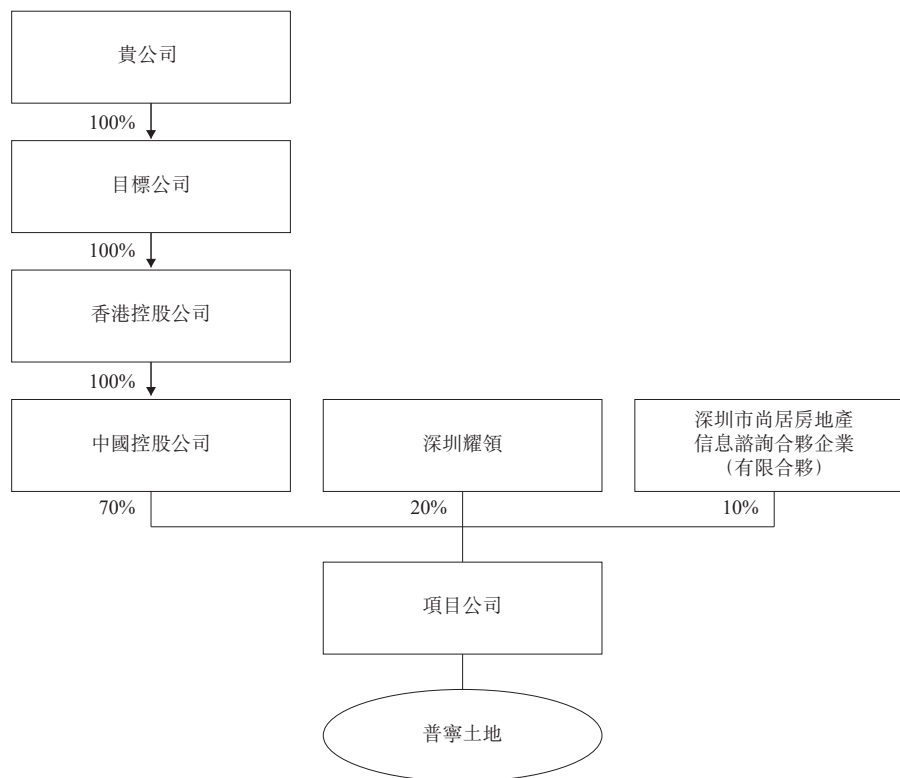 貴公司
100%
目標公司
100%
香港控股公司
100%
中國控股公司
深圳耀領
深圳市尚居房地產
信息諮詢合夥企業
（有限合夥）
70%
20%
10%
項目公司
普寧土地